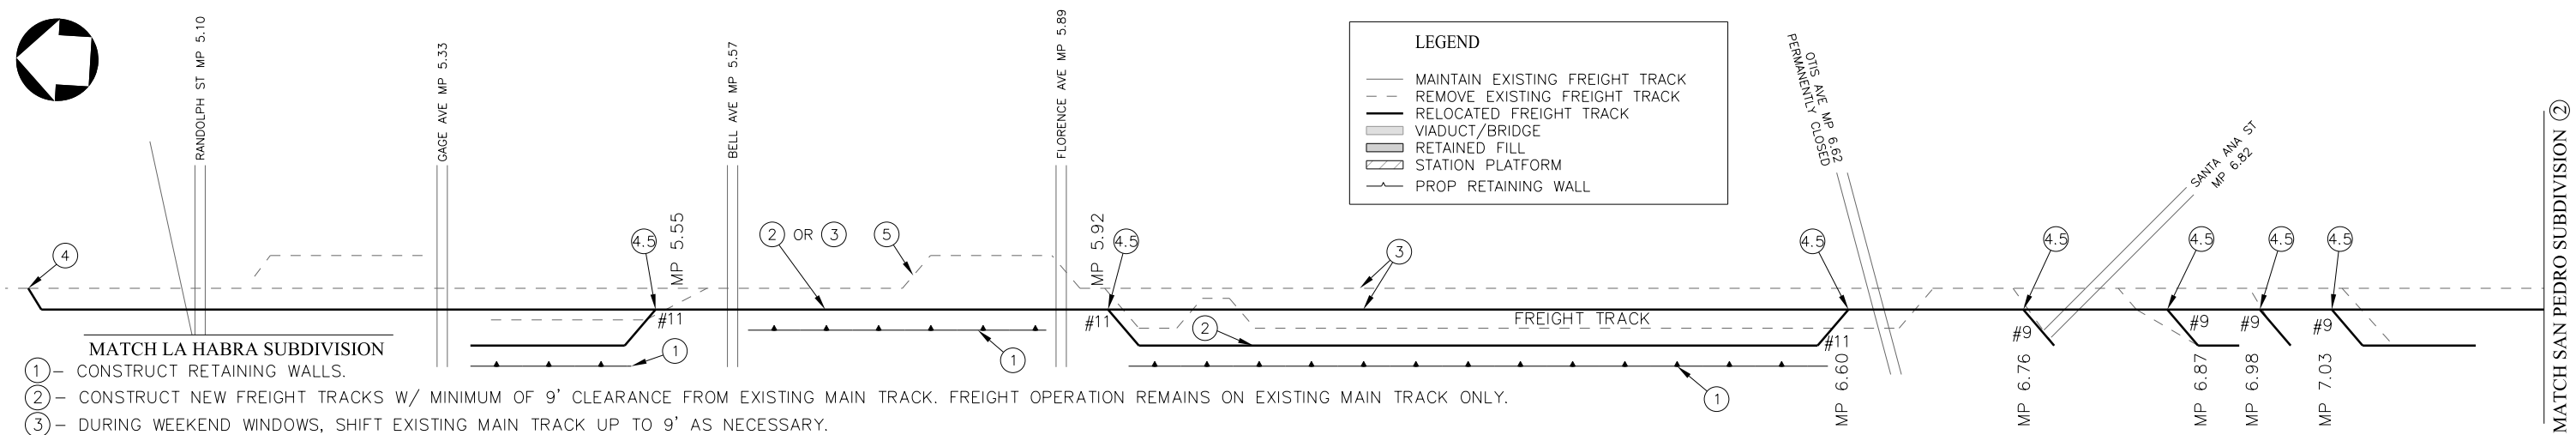 RANDOLPH ST MP 5.10
GAGE AVE MP 5.33
BELL AVE MP 5.57
FLORENCE AVE MP 5.89
LEGEND
MAINTAIN EXISTING FREIGHT TRACK
REMOVE EXISTING FREIGHT TRACK
RELOCATED FREIGHT TRACK
VIADUCT/BRIDGE
RETAINED FILL
STATION PLATFORM
PROP RETAINING WALL
OTIS AVE MP 6.62
PERMANENTLY CLOSED
SANTA ANA ST
MP 6.82
MATCH SAN PEDRO SUBDIVISION 2
4
4.5
MP 5.55
2 OR 3
5
MP 5.92
4.5
3
4.5
4.5
4.5
4.5
4.5
#11
#11
2
FREIGHT TRACK
#11
#9
#9
#9
#9
MATCH LA HABRA SUBDIVISION
1
1
1
MP 6.60
MP 6.76
MP 6.87
MP 6.98
MP 7.03
1 - CONSTRUCT RETAINING WALLS.
2 - CONSTRUCT NEW FREIGHT TRACKS W/ MINIMUM OF 9' CLEARANCE FROM EXISTING MAIN TRACK. FREIGHT OPERATION REMAINS ON EXISTING MAIN TRACK ONLY.
3 - DURING WEEKEND WINDOWS, SHIFT EXISTING MAIN TRACK UP TO 9' AS NECESSARY.